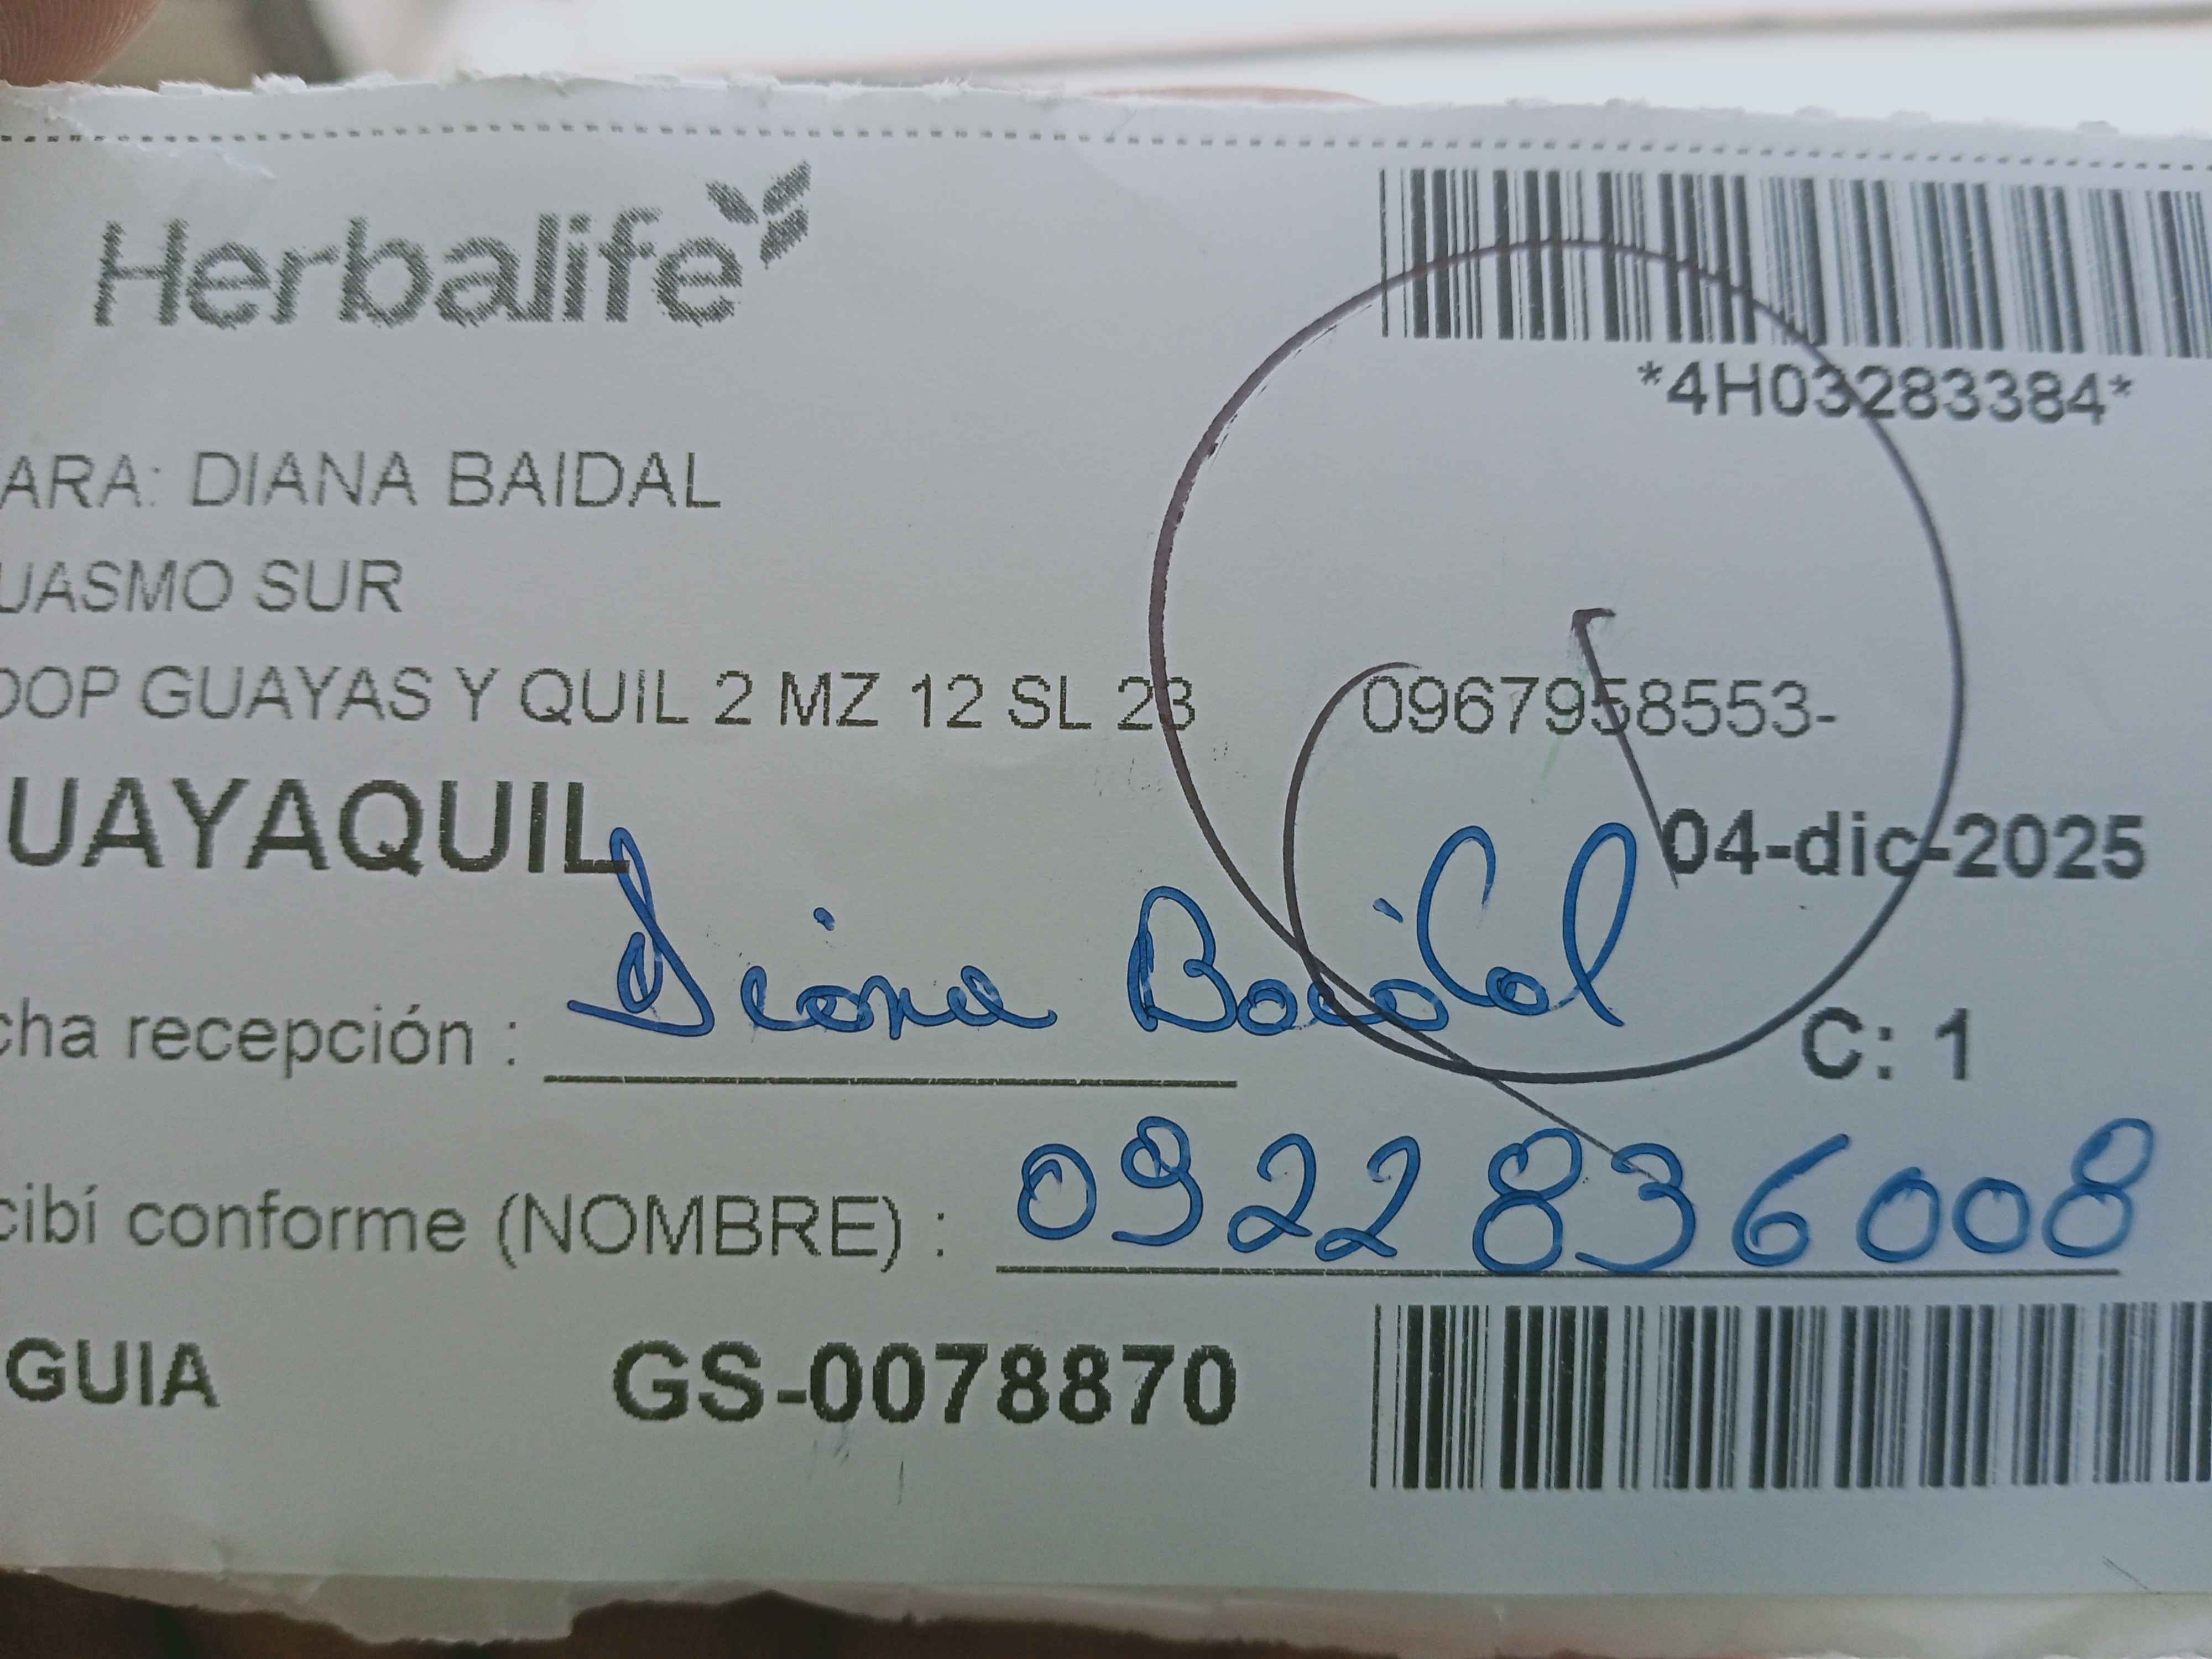 Herbalife
*4H03283384*
ARA: DIANA BAIDAL
UASMO SUR
OOP GUAYAS Y QUIL 2 MZ 12 SL 23 0967958553-
UAYAQUIL 04-dic-2025
Diana Baidal
cha recepción :
C: 1
cibí conforme (NOMBRE) : 0922836008
GUIA GS-0078870